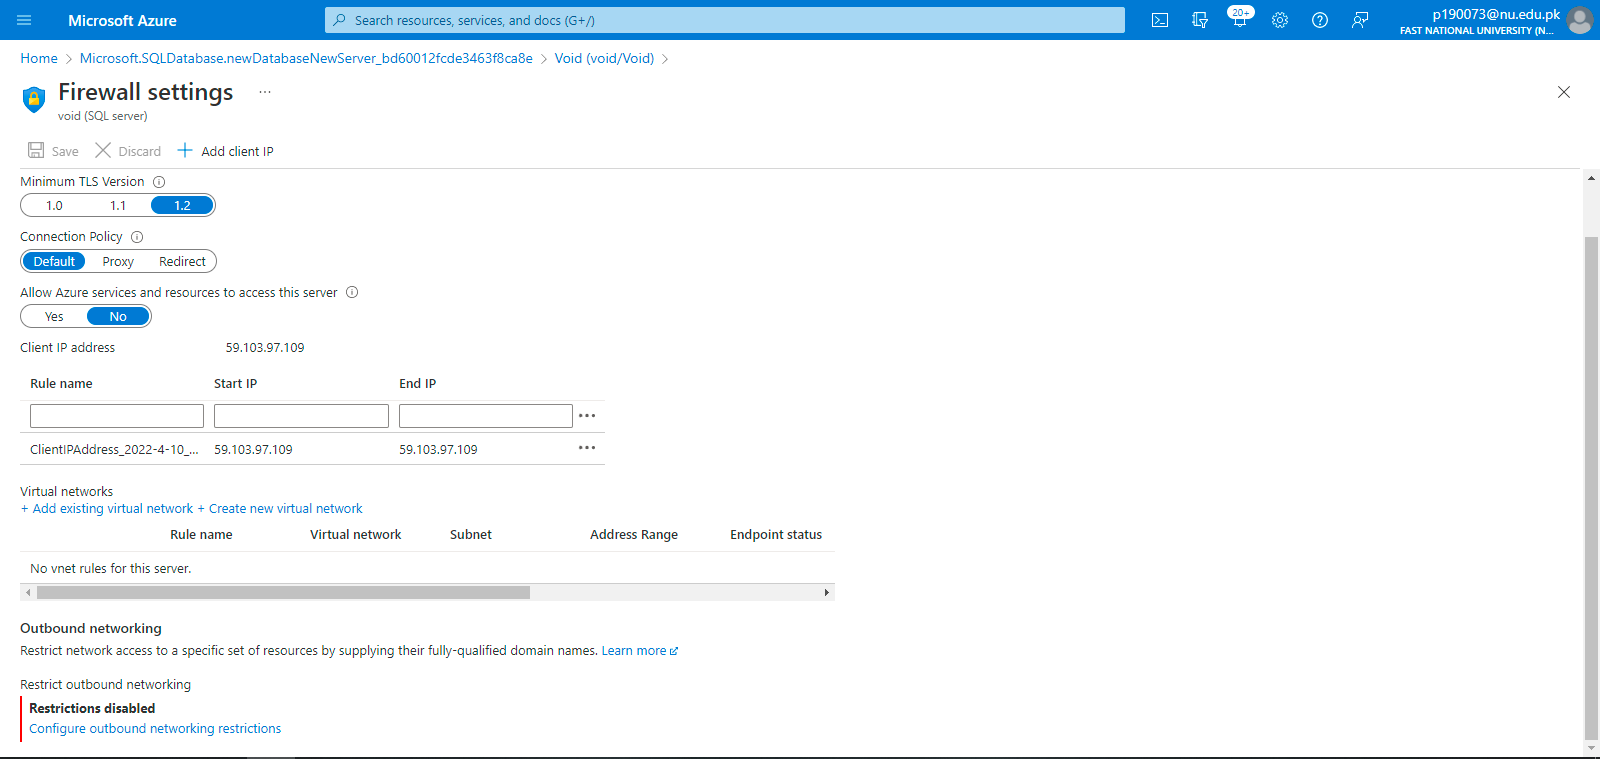 Microsoft Azure
Search resources, services, and docs (G+/)
20+
p190073@nu.edu.pk
FAST NATIONAL UNIVERSITY (N...
Home > Microsoft.SQLDatabase.newDatabaseNewServer_bd60012fcde3463f8ca8e > Void (void/Void) >
Firewall settings ...
void (SQL server)
Save Discard + Add client IP
Minimum TLS Version
1.0 1.1 1.2
Connection Policy
Default Proxy Redirect
Allow Azure services and resources to access this server
Yes No
Client IP address 59.103.97.109
Rule name Start IP End IP
ClientIPAddress_2022-4-10_... 59.103.97.109 59.103.97.109
Virtual networks
+ Add existing virtual network + Create new virtual network
Rule name Virtual network Subnet Address Range Endpoint status
No vnet rules for this server.
Outbound networking
Restrict network access to a specific set of resources by supplying their fully-qualified domain names. Learn more
Restrict outbound networking
Restrictions disabled
Configure outbound networking restrictions